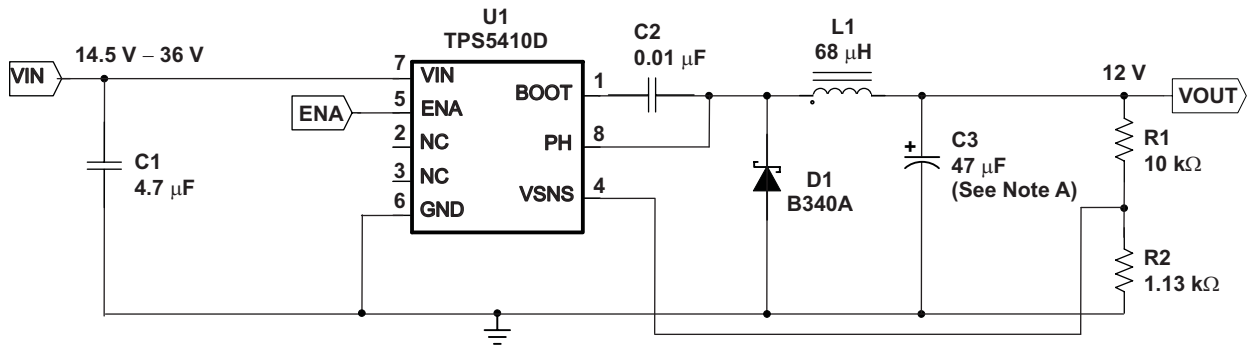 U1
TPS5410D
C2
0.01 μF
L1
68 μH
14.5 V – 36 V
12 V
VIN
ENA
VOUT
7
VIN
5
ENA
2
NC
3
NC
6
GND
BOOT
1
PH
8
VSNS
4
C1
4.7 μF
D1
B340A
+
C3
47 μF
(See Note A)
R1
10 kΩ
R2
1.13 kΩ